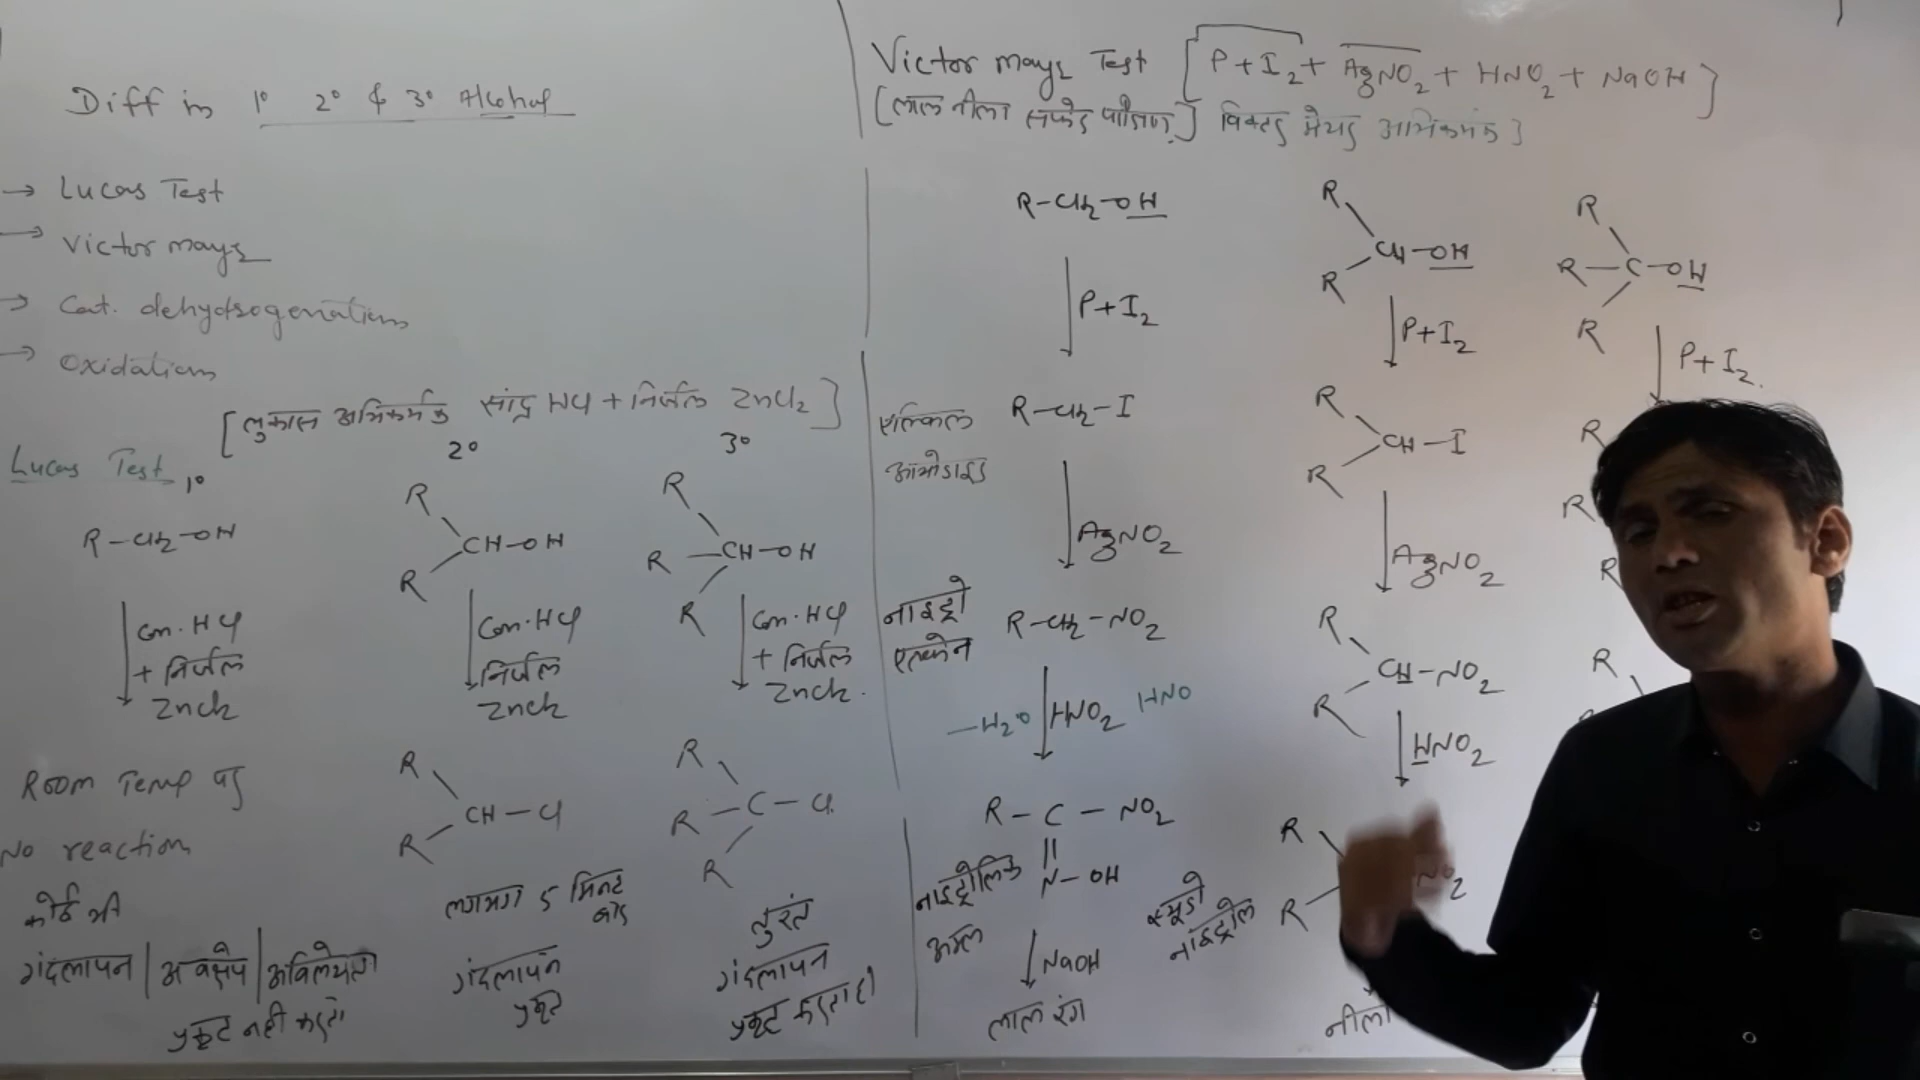 Diff in 1° 2° & 3° Alcohol
→ Lucas Test
→ Victor mayr
→ Cat. dehydrogenation
→ Oxidation
[लुकास अभिकर्मक सांद्र HCl + निर्जल ZnCl2]
Lucas Test 1° 2° 3°
R-CH2-OH
R
R
CH-OH
R
R
CH-OH
R
Con. HCl
+ निर्जल
ZnCl2
Con. HCl
निर्जल
ZnCl2
Con. HCl
+ निर्जल
ZnCl2.
Room Temp पर
No reaction
कोई भी
गंदलापन | अवक्षेप | अविलेयता
प्रकट नहीं करते
R
R
CH-Cl
लगभग 5 मिनट
बाद
गंदलापन
प्रकट
R
R
C-Cl
R
तुरंत
गंदलापन
प्रकट करता है।
Victor mayr Test [P+I2 + AgNO2 + HNO2 + NaOH]
[लाल नीला सफेद परीक्षण] विक्टर मेयर अभिकर्मक]
R-CH2-OH
P+I2
एल्किल
आयोडाइड
R-CH2-I
AgNO2
नाइट्रो
एल्केन
R-CH2-NO2
-H2O HNO2 HNO
R-C-NO2
N-OH
नाइट्रोलिक
अम्ल
NaOH
लाल रंग
R
CH-OH
R
P+I2
R
CH-I
R
AgNO2
R
CH-NO2
R
HNO2
R
R
NO2
स्यूडो
नाइट्रोल
नीला
R
R-C-OH
R
P+I2.
R
R
R
R